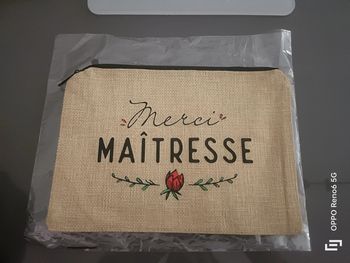 Merci
MAÎTRESSE
OPPO Reno6 5G